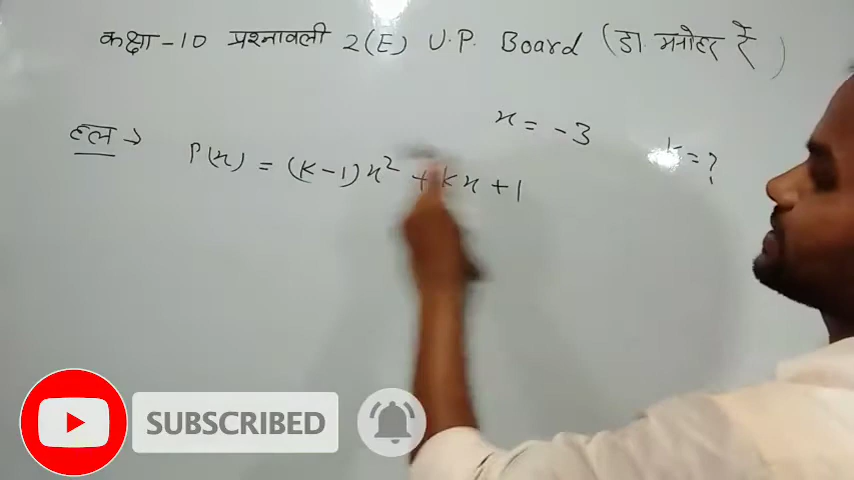 कक्षा-10 प्रश्नावली 2(E) U.P. Board (डा. मनोहर रे)
x = -3
k = ?
हल → P(x) = (k-1)x² + kx + 1
SUBSCRIBED